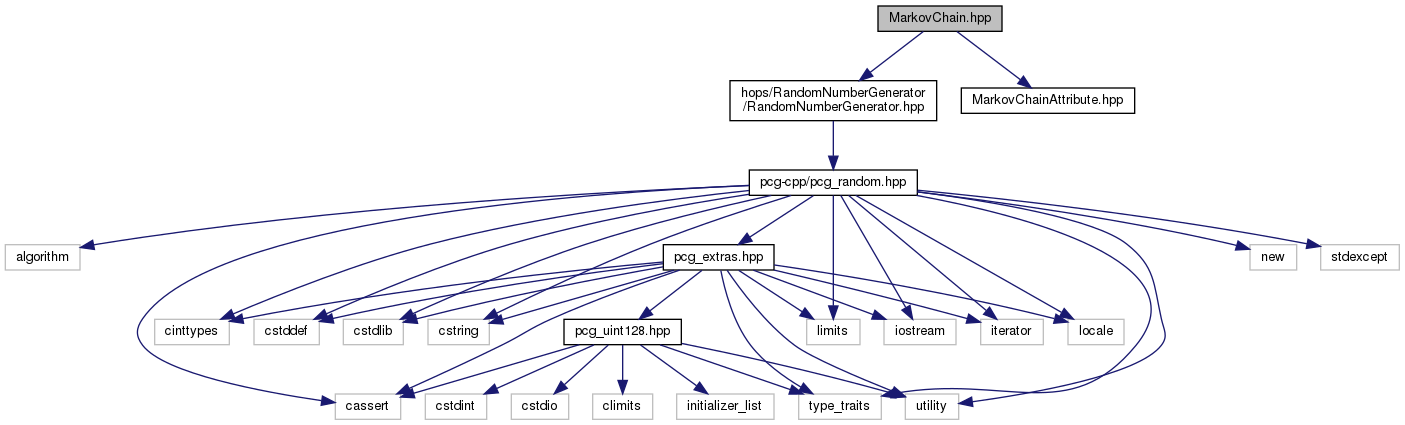 MarkovChain.hpp
hops/RandomNumberGenerator
/RandomNumberGenerator.hpp
MarkovChainAttribute.hpp
pcg-cpp/pcg_random.hpp
algorithm
pcg_extras.hpp
new
stdexcept
cinttypes
cstddef
cstdlib
cstring
pcg_uint128.hpp
limits
iostream
iterator
locale
cassert
cstdint
cstdio
climits
initializer_list
type_traits
utility